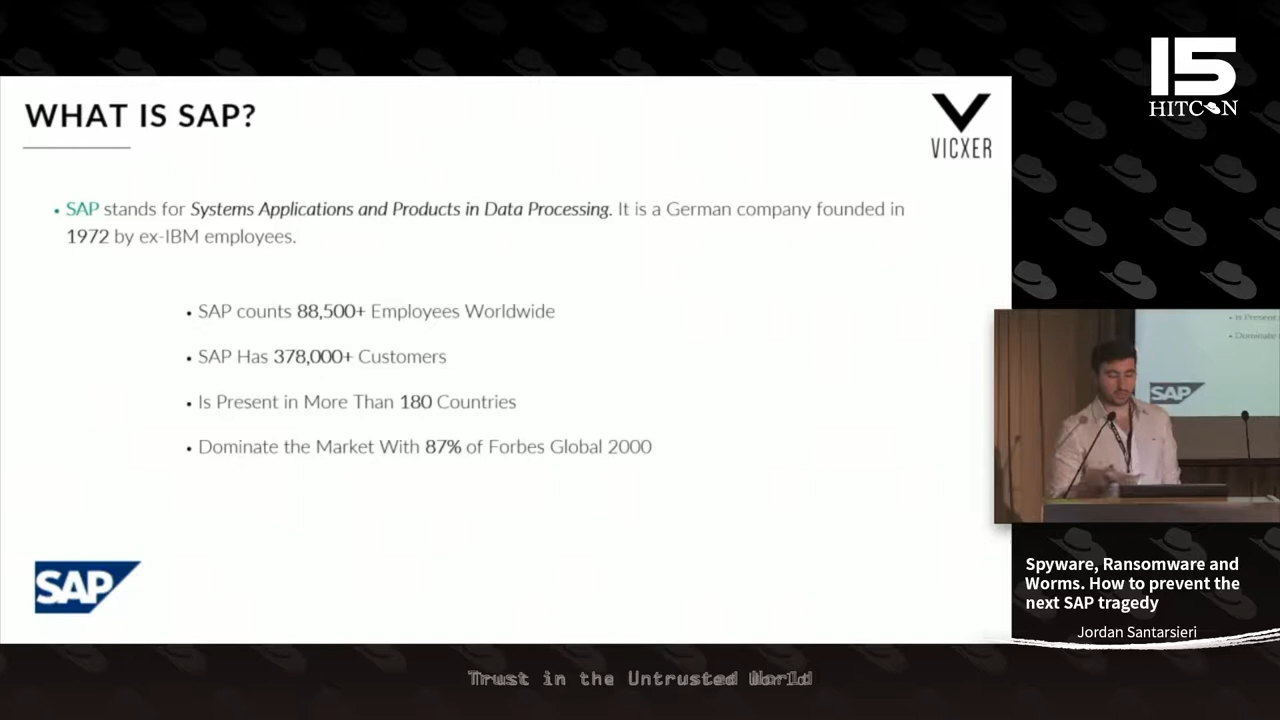 WHAT IS SAP?
VICXER
• SAP stands for Systems Applications and Products in Data Processing. It is a German company founded in
1972 by ex-IBM employees.
• SAP counts 88,500+ Employees Worldwide
• SAP Has 378,000+ Customers
• Is Present in More Than 180 Countries
• Dominate the Market With 87% of Forbes Global 2000
SAP
15
HITCON
• Is Present
• Dominate
SAP
Spyware, Ransomware and
Worms. How to prevent the
next SAP tragedy
Jordan Santarsieri
Trust in the Untrusted World